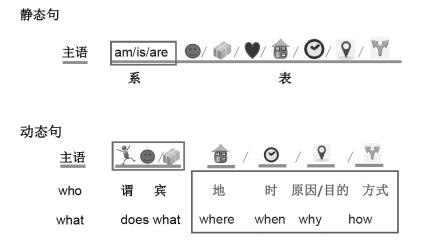 静态句
主语 am/is/are / / / / / /
系 表
动态句
主语 / / / /
who 谓 宾 地 时 原因/目的 方式
what does what where when why how